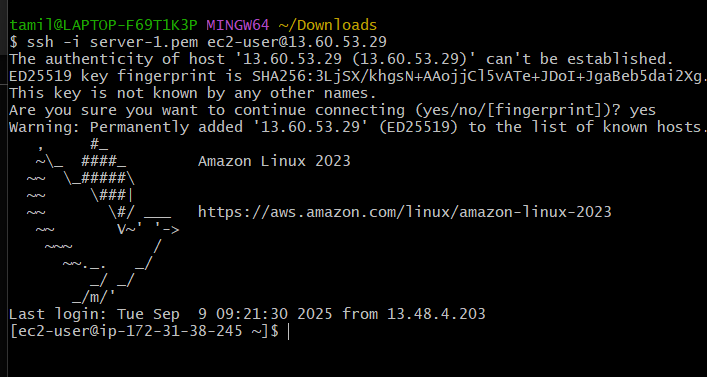 tamil@LAPTOP-F69T1K3P MINGW64 ~/Downloads
$ ssh -i server-1.pem ec2-user@13.60.53.29
The authenticity of host '13.60.53.29 (13.60.53.29)' can't be established.
ED25519 key fingerprint is SHA256:3LjSX/khgsN+AAojjCl5vATe+JDoI+JgaBeb5dai2Xg.
This key is not known by any other names.
Are you sure you want to continue connecting (yes/no/[fingerprint])? yes
Warning: Permanently added '13.60.53.29' (ED25519) to the list of known hosts.
   ,     #_
   ~\_  ####_        Amazon Linux 2023
  ~~  \_#####\
  ~~     \###|
  ~~       \#/ ___   https://aws.amazon.com/linux/amazon-linux-2023
   ~~       V~' '->
    ~~~         /
      ~~._.   _/
         _/ _/
       _/m/'
Last login: Tue Sep  9 09:21:30 2025 from 13.48.4.203
[ec2-user@ip-172-31-38-245 ~]$